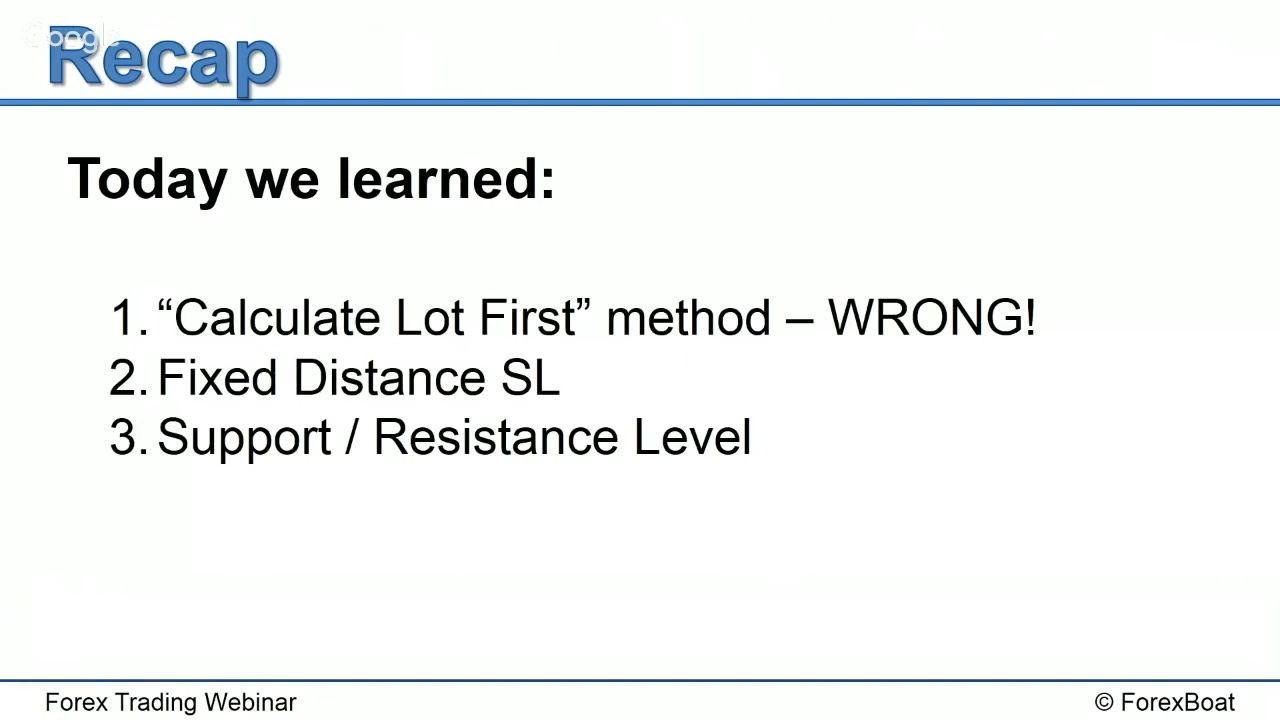 Google
Recap
Today we learned:
1. “Calculate Lot First” method – WRONG!
2. Fixed Distance SL
3. Support / Resistance Level
Forex Trading Webinar
© ForexBoat